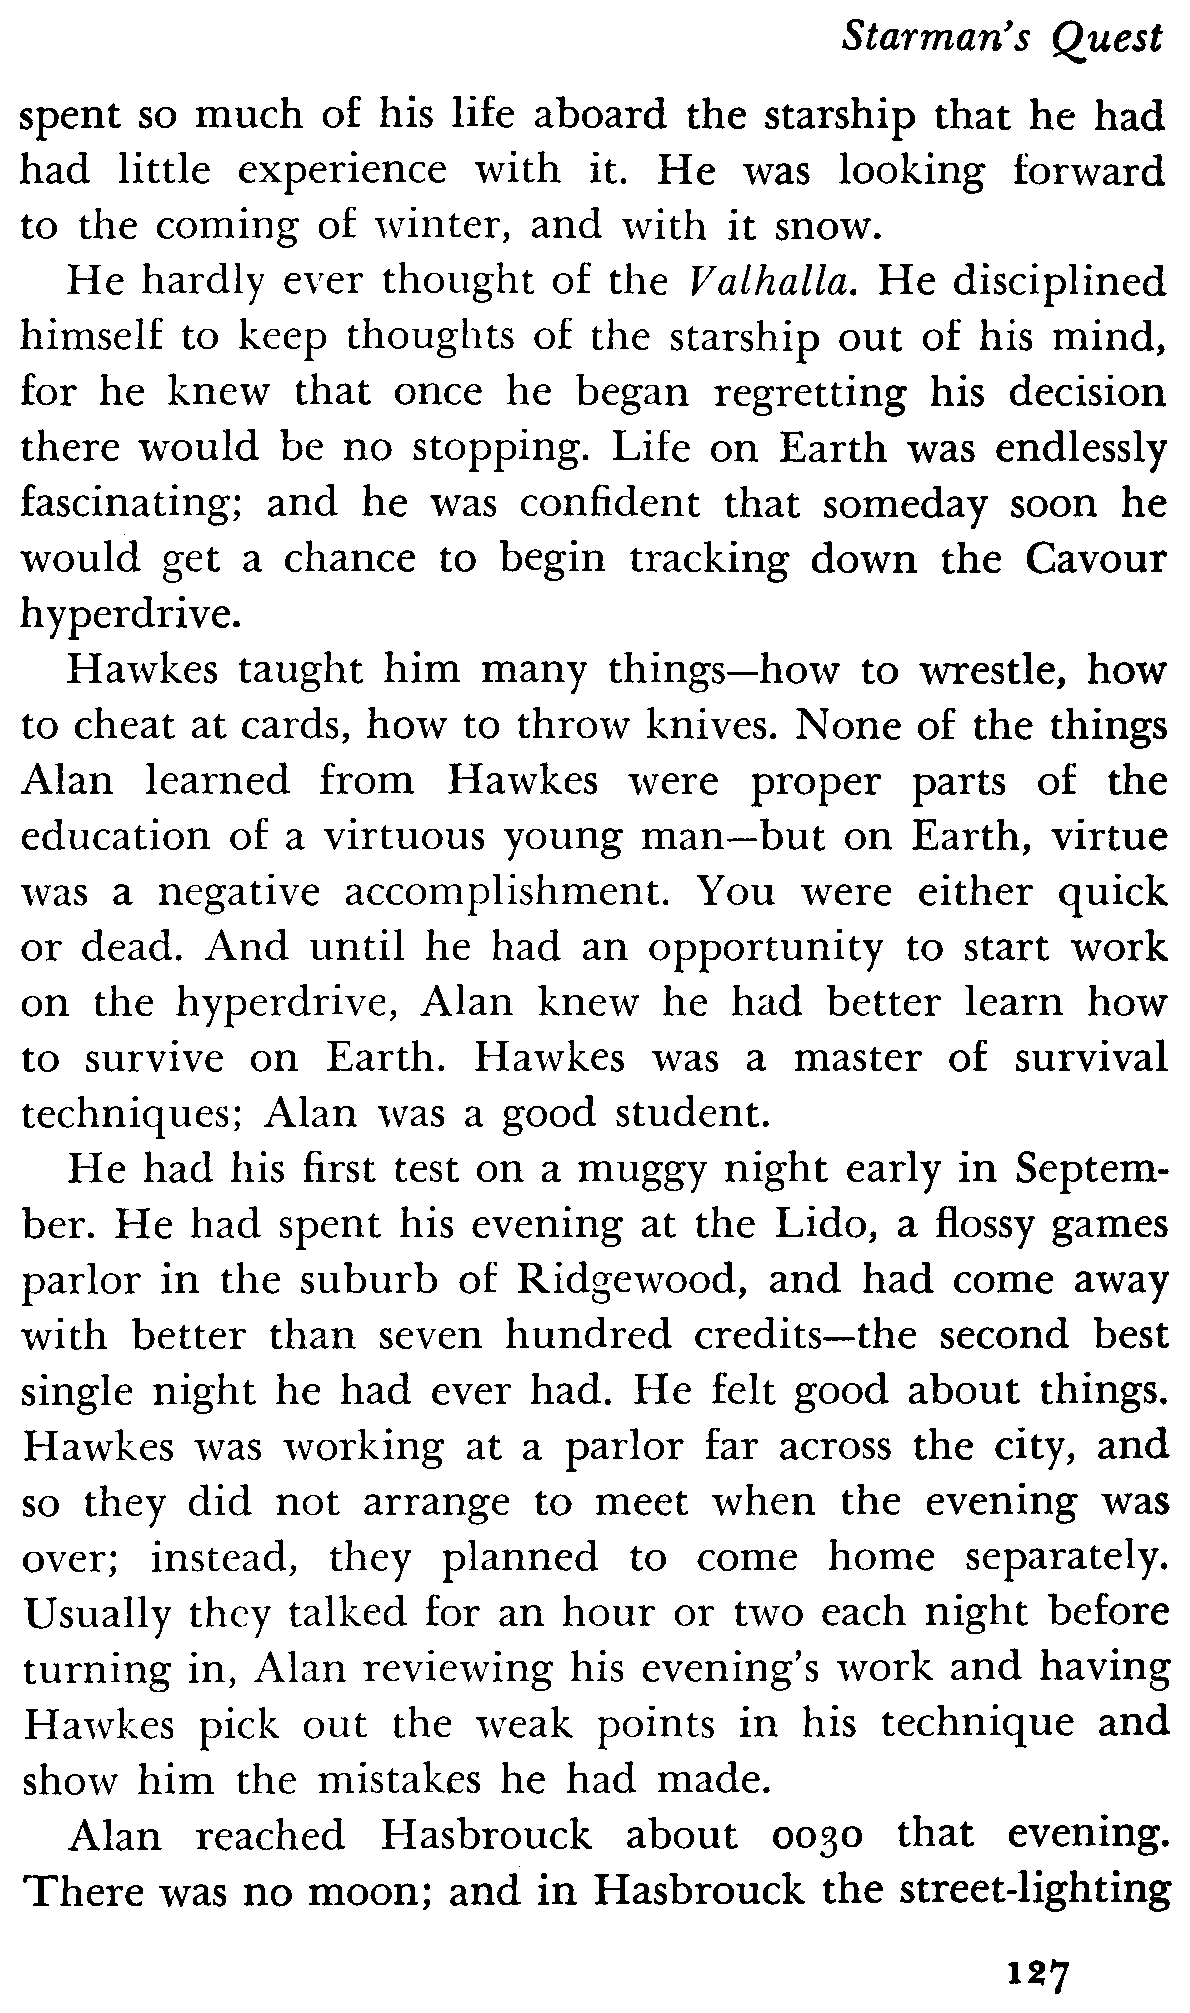 Starman's Quest
spent so much of his life aboard the starship that he had
had little experience with it. He was looking forward
to the coming of winter, and with it snow.
He hardly ever thought of the Valhalla. He disciplined
himself to keep thoughts of the starship out of his mind,
for he knew that once he began regretting his decision
there would be no stopping. Life on Earth was endlessly
fascinating; and he was confident that someday soon he
would get a chance to begin tracking down the Cavour
hyperdrive.
Hawkes taught him many things—how to wrestle, how
to cheat at cards, how to throw knives. None of the things
Alan learned from Hawkes were proper parts of the
education of a virtuous young man—but on Earth, virtue
was a negative accomplishment. You were either quick
or dead. And until he had an opportunity to start work
on the hyperdrive, Alan knew he had better learn how
to survive on Earth. Hawkes was a master of survival
techniques; Alan was a good student.
He had his first test on a muggy night early in Septem-
ber. He had spent his evening at the Lido, a flossy games
parlor in the suburb of Ridgewood, and had come away
with better than seven hundred credits—the second best
single night he had ever had. He felt good about things.
Hawkes was working at a parlor far across the city, and
so they did not arrange to meet when the evening was
over; instead, they planned to come home separately.
Usually they talked for an hour or two each night before
turning in, Alan reviewing his evening's work and having
Hawkes pick out the weak points in his technique and
show him the mistakes he had made.
Alan reached Hasbrouck about 0030 that evening.
There was no moon; and in Hasbrouck the street-lighting
127